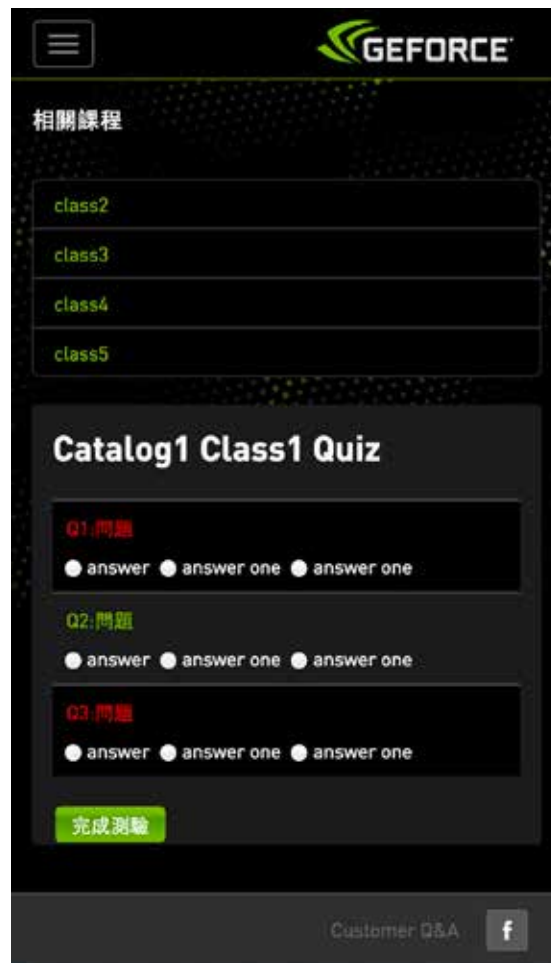 GEFORCE
相關課程
class2
class3
class4
class5
Catalog1 Class1 Quiz
Q1:問題
answer answer one answer one
Q2:問題
answer answer one answer one
Q3:問題
answer answer one answer one
完成測驗
Customer Q&A f